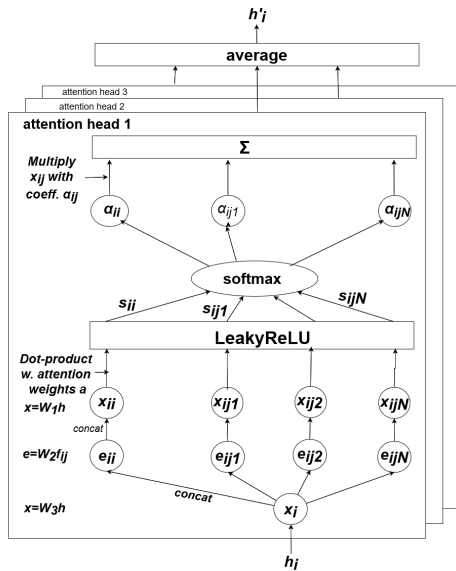 h'i
average
attention head 3
attention head 2
attention head 1
Σ
Multiply
xij with
coeff. αij
αii
αij1
αijN
softmax
sii
sij1
sijN
LeakyReLU
Dot-product
w. attention
weights a
x=W1h
xii
xij1
xij2
xijN
concat
e=W2fij
eii
eij1
eij2
eijN
concat
x=W3h
xi
hi